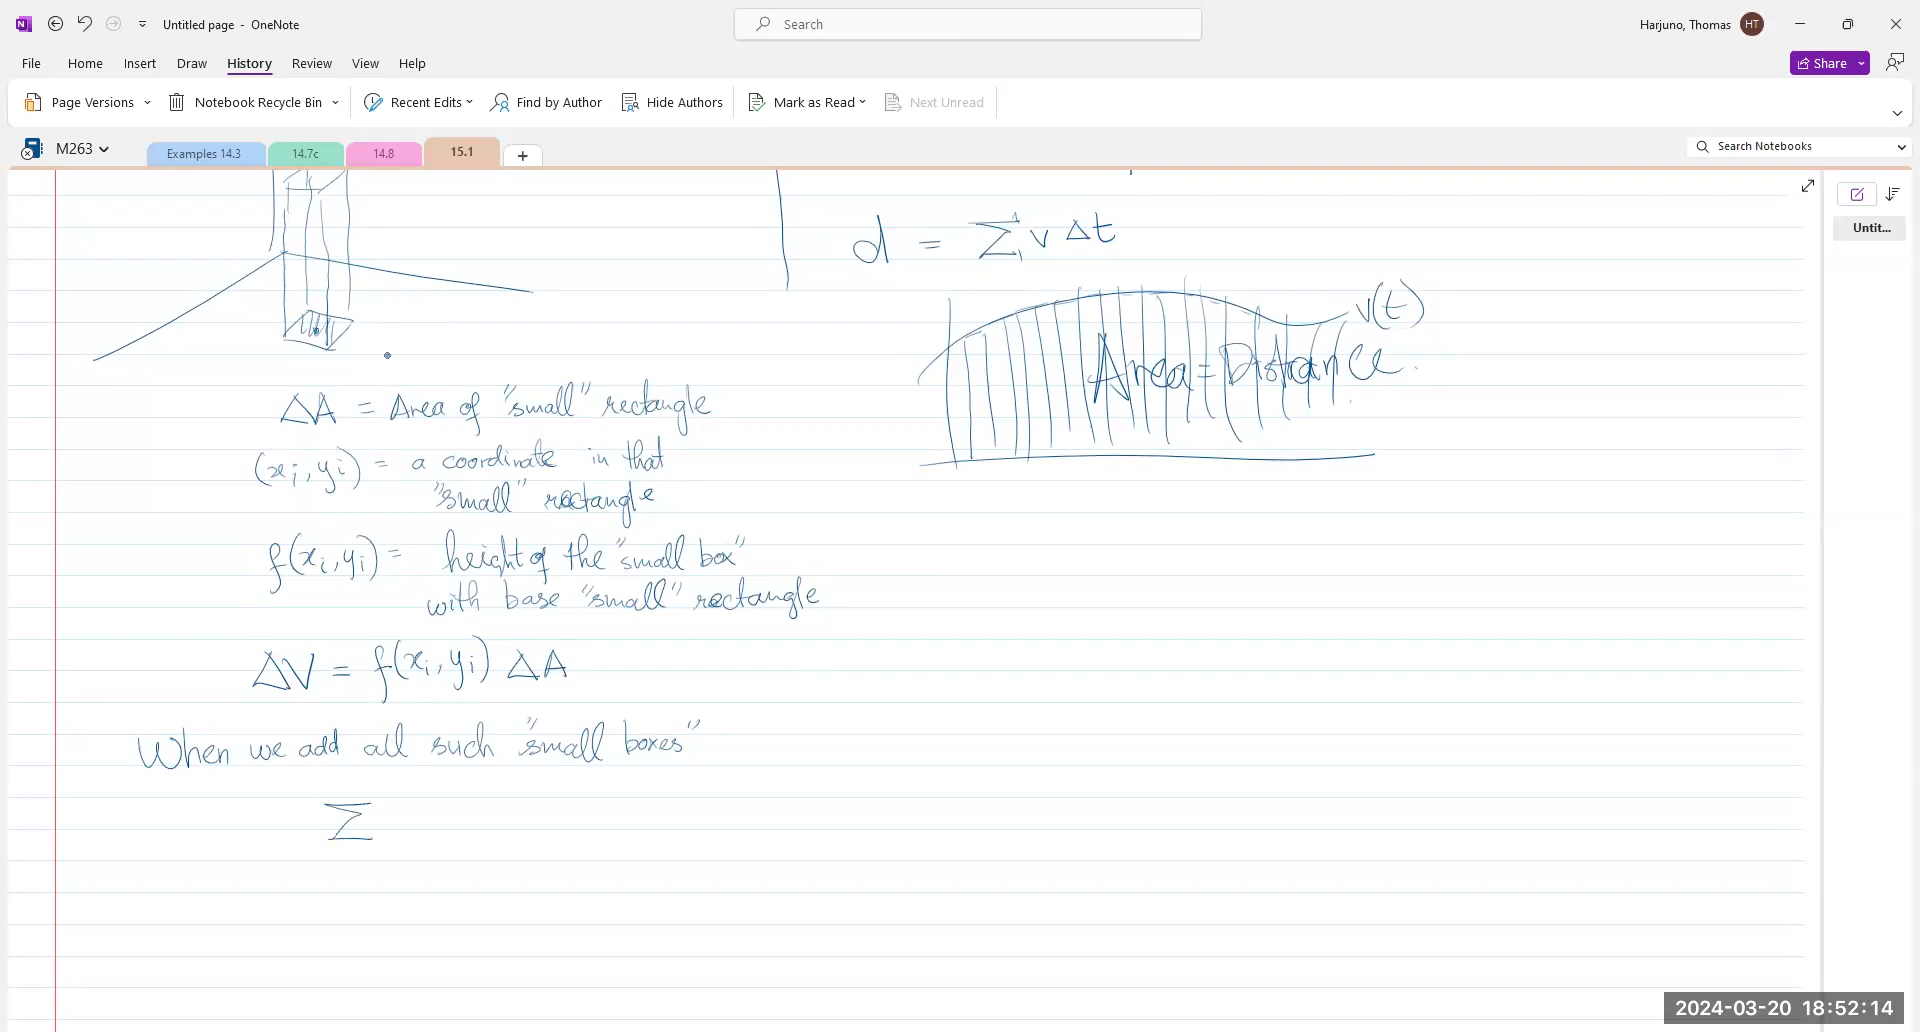 Untitled page - OneNote
Search
Harjuno, Thomas
HT
File Home Insert Draw History Review View Help
Share
Page Versions
Notebook Recycle Bin
Recent Edits
Find by Author
Hide Authors
Mark as Read
Next Unread
M263
Examples 14.3
14.7c
14.8
15.1
+
Search Notebooks
Untit...
d = Σ v Δt
v(t)
Area = Distance.
ΔA = Area of "small" rectangle
(xi, yi) = a coordinate in that
"small" rectangle
f(xi, yi) = height of the "small box"
with base "small" rectangle
ΔV = f(xi, yi) ΔA
When we add all such "small boxes"
Σ
2024-03-20 18:52:14